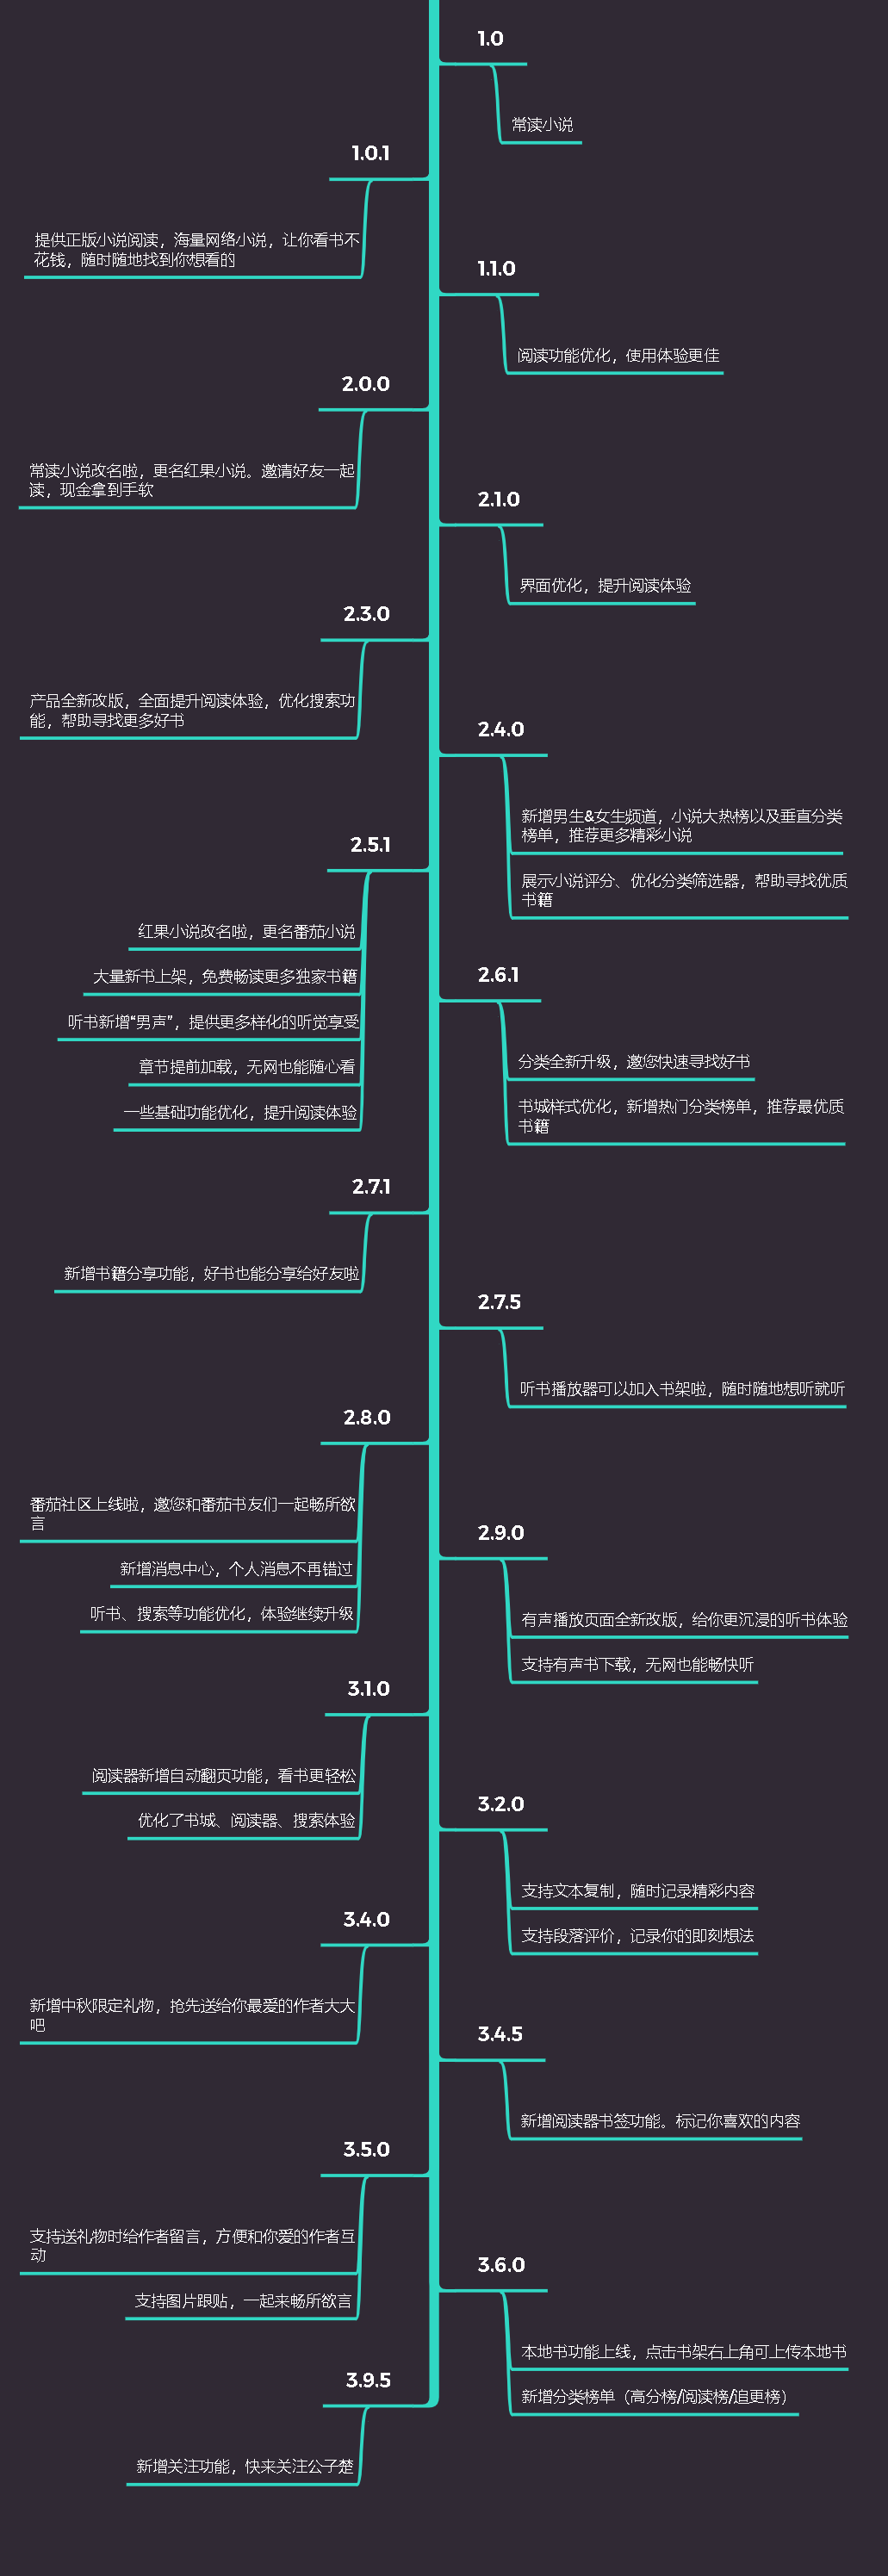 1.0
常读小说
1.0.1
提供正版小说阅读，海量网络小说，让你看书不
花钱，随时随地找到你想看的
1.1.0
阅读功能优化，使用体验更佳
2.0.0
常读小说改名啦，更名红果小说。邀请好友一起
读，现金拿到手软
2.1.0
界面优化，提升阅读体验
2.3.0
产品全新改版，全面提升阅读体验，优化搜索功
能，帮助寻找更多好书
2.4.0
新增男生&女生频道，小说大热榜以及垂直分类
榜单，推荐更多精彩小说
展示小说评分、优化分类筛选器，帮助寻找优质
书籍
2.5.1
红果小说改名啦，更名番茄小说
大量新书上架，免费畅读更多独家书籍
听书新增“男声”，提供更多样化的听觉享受
章节提前加载，无网也能随心看
一些基础功能优化，提升阅读体验
2.6.1
分类全新升级，邀您快速寻找好书
书城样式优化，新增热门分类榜单，推荐最优质
书籍
2.7.1
新增书籍分享功能，好书也能分享给好友啦
2.7.5
听书播放器可以加入书架啦，随时随地想听就听
2.8.0
番茄社区上线啦，邀您和番茄书友们一起畅所欲
言
新增消息中心，个人消息不再错过
听书、搜索等功能优化，体验继续升级
2.9.0
有声播放页面全新改版，给你更沉浸的听书体验
支持有声书下载，无网也能畅快听
3.1.0
阅读器新增自动翻页功能，看书更轻松
优化了书城、阅读器、搜索体验
3.2.0
支持文本复制，随时记录精彩内容
支持段落评价，记录你的即刻想法
3.4.0
新增中秋限定礼物，抢先送给你最爱的作者大大
吧
3.4.5
新增阅读器书签功能。标记你喜欢的内容
3.5.0
支持送礼物时给作者留言，方便和你爱的作者互
动
支持图片跟贴，一起来畅所欲言
3.6.0
本地书功能上线，点击书架右上角可上传本地书
新增分类榜单（高分榜/阅读榜/追更榜）
3.9.5
新增关注功能，快来关注公子楚